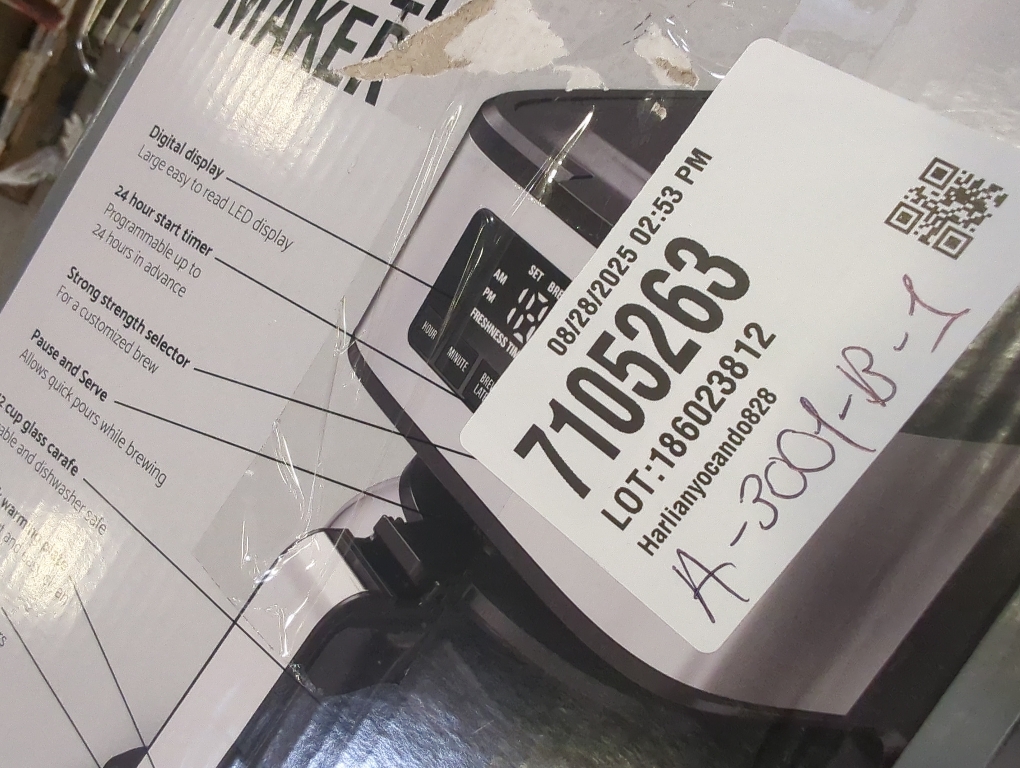 MAKER
Digital display
Large easy to read LED display
24 hour start timer
Programmable up to
24 hours in advance
Strong strength selector
For a customized brew
Pause and Serve
Allows quick pours while brewing
cup glass carafe
and dishwasher safe
AM
PM
SET
FRESHNESS
HOUR
MINUTE
08/28/2025 02:53 PM
7105263
LOT:186023812
Harlianyocando828
A-3001-B-1